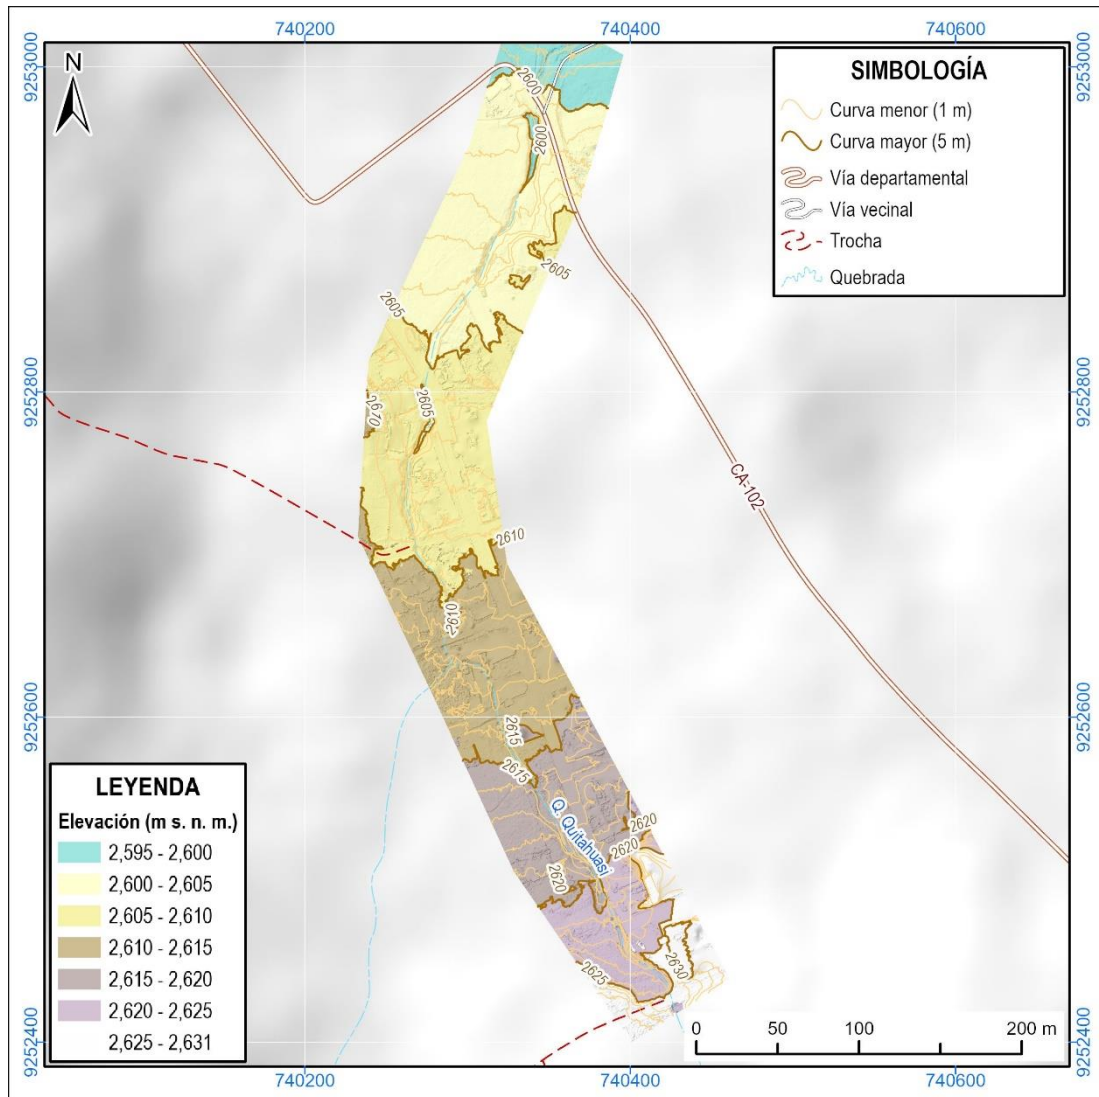 740200
740400
740600
9253000
9253000
N
SIMBOLOGÍA
Curva menor (1 m)
Curva mayor (5 m)
Vía departamental
Vía vecinal
Trocha
Quebrada
2600
2600
2605
2605
9252800
9252800
2610
2605
CA-102
2610
2610
9252600
9252600
2615
2615
Q. Quitahuasi
2620
2620
2620
2625
2630
LEYENDA
Elevación (m s. n. m.)
2,595 - 2,600
2,600 - 2,605
2,605 - 2,610
2,610 - 2,615
2,615 - 2,620
2,620 - 2,625
2,625 - 2,631
0 50 100 200 m
9252400
9252400
740200
740400
740600